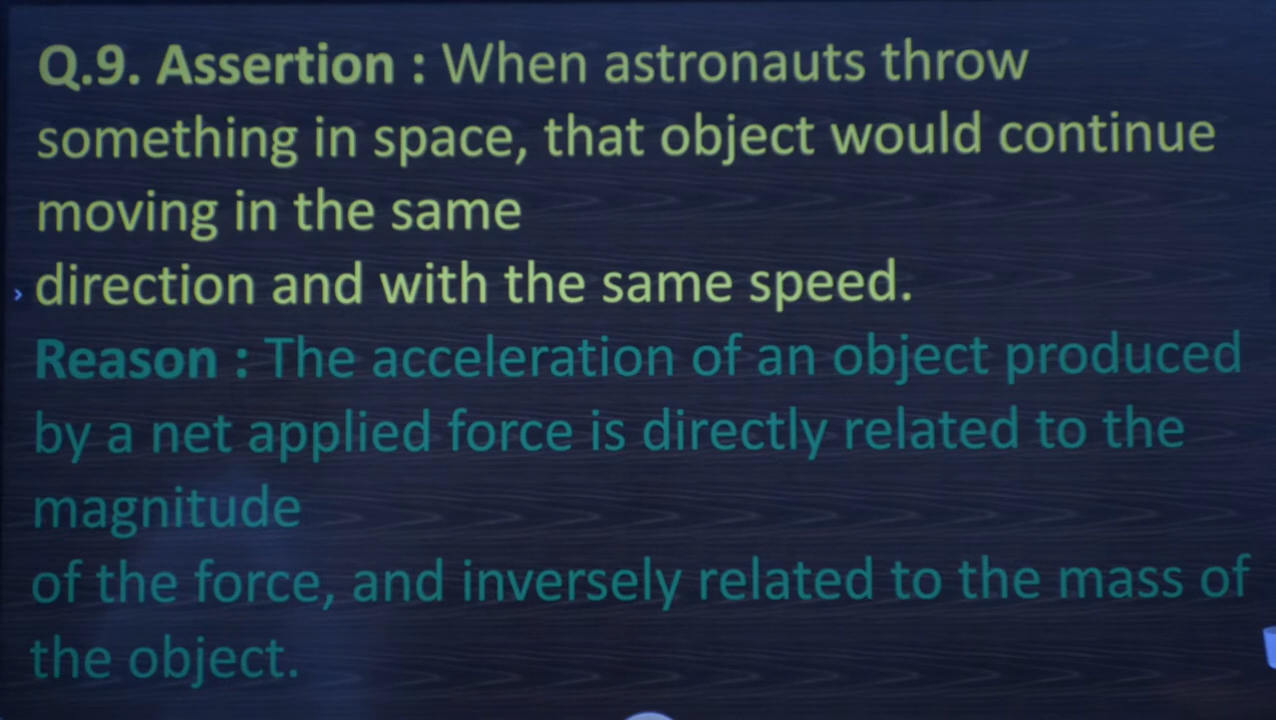 Q.9. Assertion : When astronauts throw
something in space, that object would continue
moving in the same
direction and with the same speed.
Reason : The acceleration of an object produced
by a net applied force is directly related to the
magnitude
of the force, and inversely related to the mass of
the object.